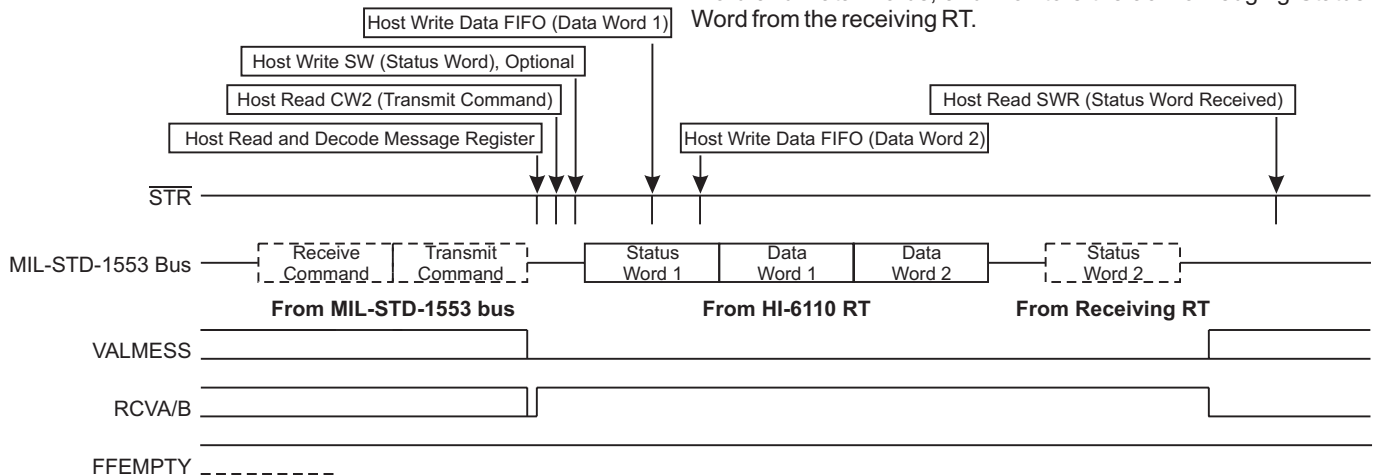 Word from the receiving RT.
Host Write Data FIFO (Data Word 1)
Host Write SW (Status Word), Optional
Host Read CW2 (Transmit Command)
Host Read SWR (Status Word Received)
Host Read and Decode Message Register
Host Write Data FIFO (Data Word 2)
STR
MIL-STD-1553 Bus
Receive Command
Transmit Command
Status Word 1
Data Word 1
Data Word 2
Status Word 2
From MIL-STD-1553 bus
From HI-6110 RT
From Receiving RT
VALMESS
RCVA/B
FFEMPTY